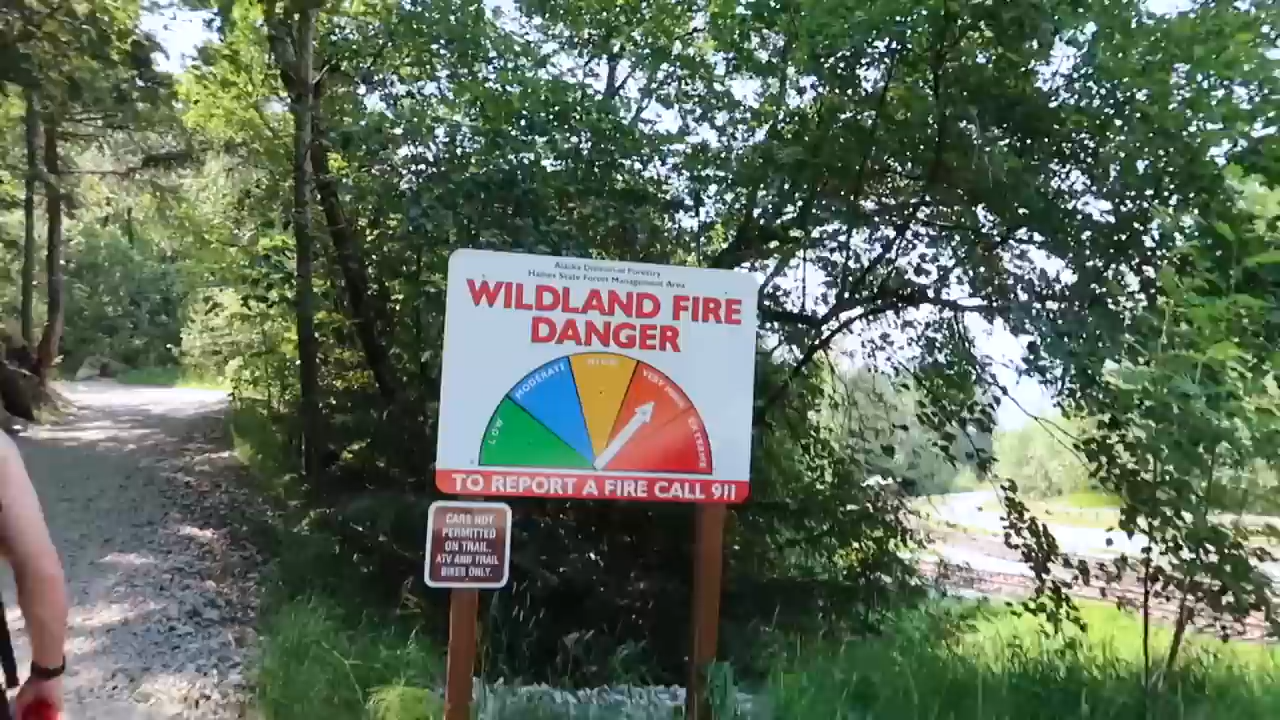 Alaska Division of Forestry
Haines State Forest Management Area
WILDLAND FIRE
DANGER
LOW
MODERATE
HIGH
VERY HIGH
EXTREME
TO REPORT A FIRE CALL 911
CARS NOT
PERMITTED
ON TRAIL.
ATV AND TRAIL
BIKES ONLY.